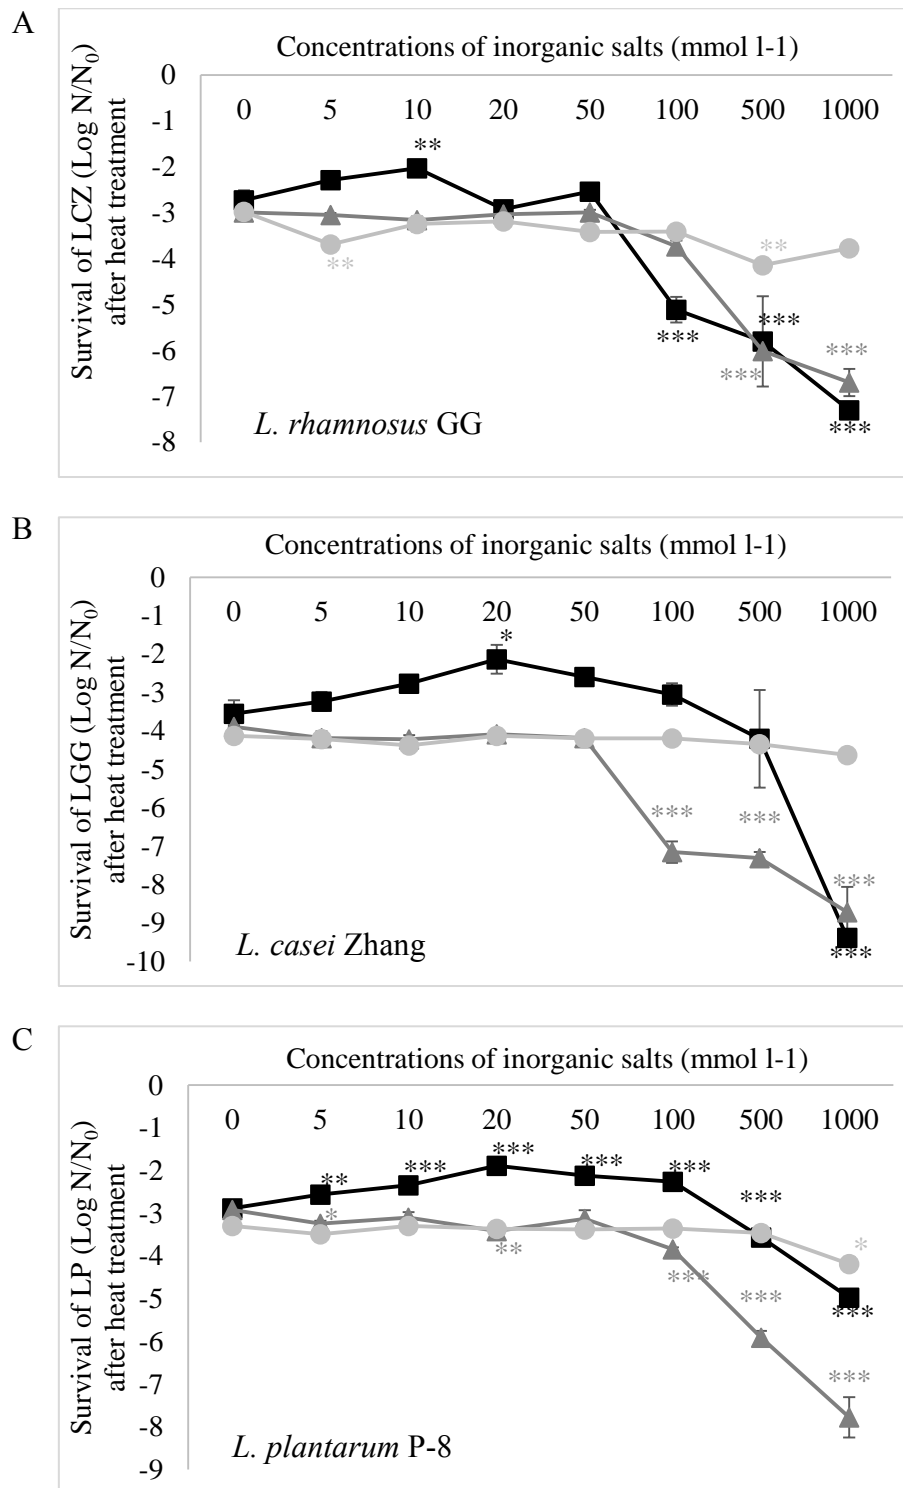 A
Concentrations of inorganic salts (mmol l-1)
0
0 5 10 20 50 100 500 1000
-1
**
-2
-3
**
**
-4
-5
***
***
***
-6
***
-7
***
-8
Survival of LCZ (Log N/N0)
after heat treatment
L. rhamnosus GG
B
Concentrations of inorganic salts (mmol l-1)
0
0 5 10 20 50 100 500 1000
-1
*
-2
-3
-4
-5
-6
***
***
-7
-8
***
-9
***
-10
Survival of LGG (Log N/N0)
after heat treatment
L. casei Zhang
C
Concentrations of inorganic salts (mmol l-1)
0
0 5 10 20 50 100 500 1000
-1
** *** *** *** ***
-2
***
-3
*
**
*
-4
***
-5
***
***
-6
***
-7
-8
-9
Survival of LP (Log N/N0)
after heat treatment
L. plantarum P-8